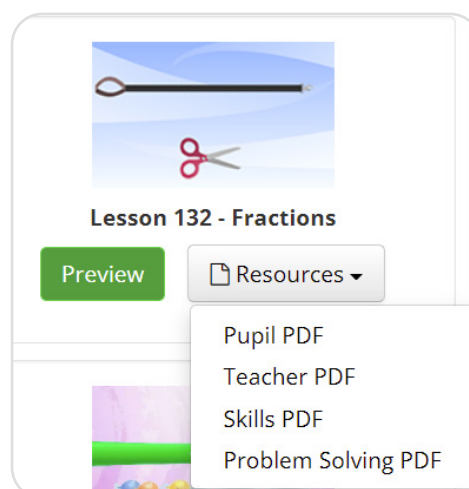 Lesson 132 - Fractions
Preview
Resources
Pupil PDF
Teacher PDF
Skills PDF
Problem Solving PDF